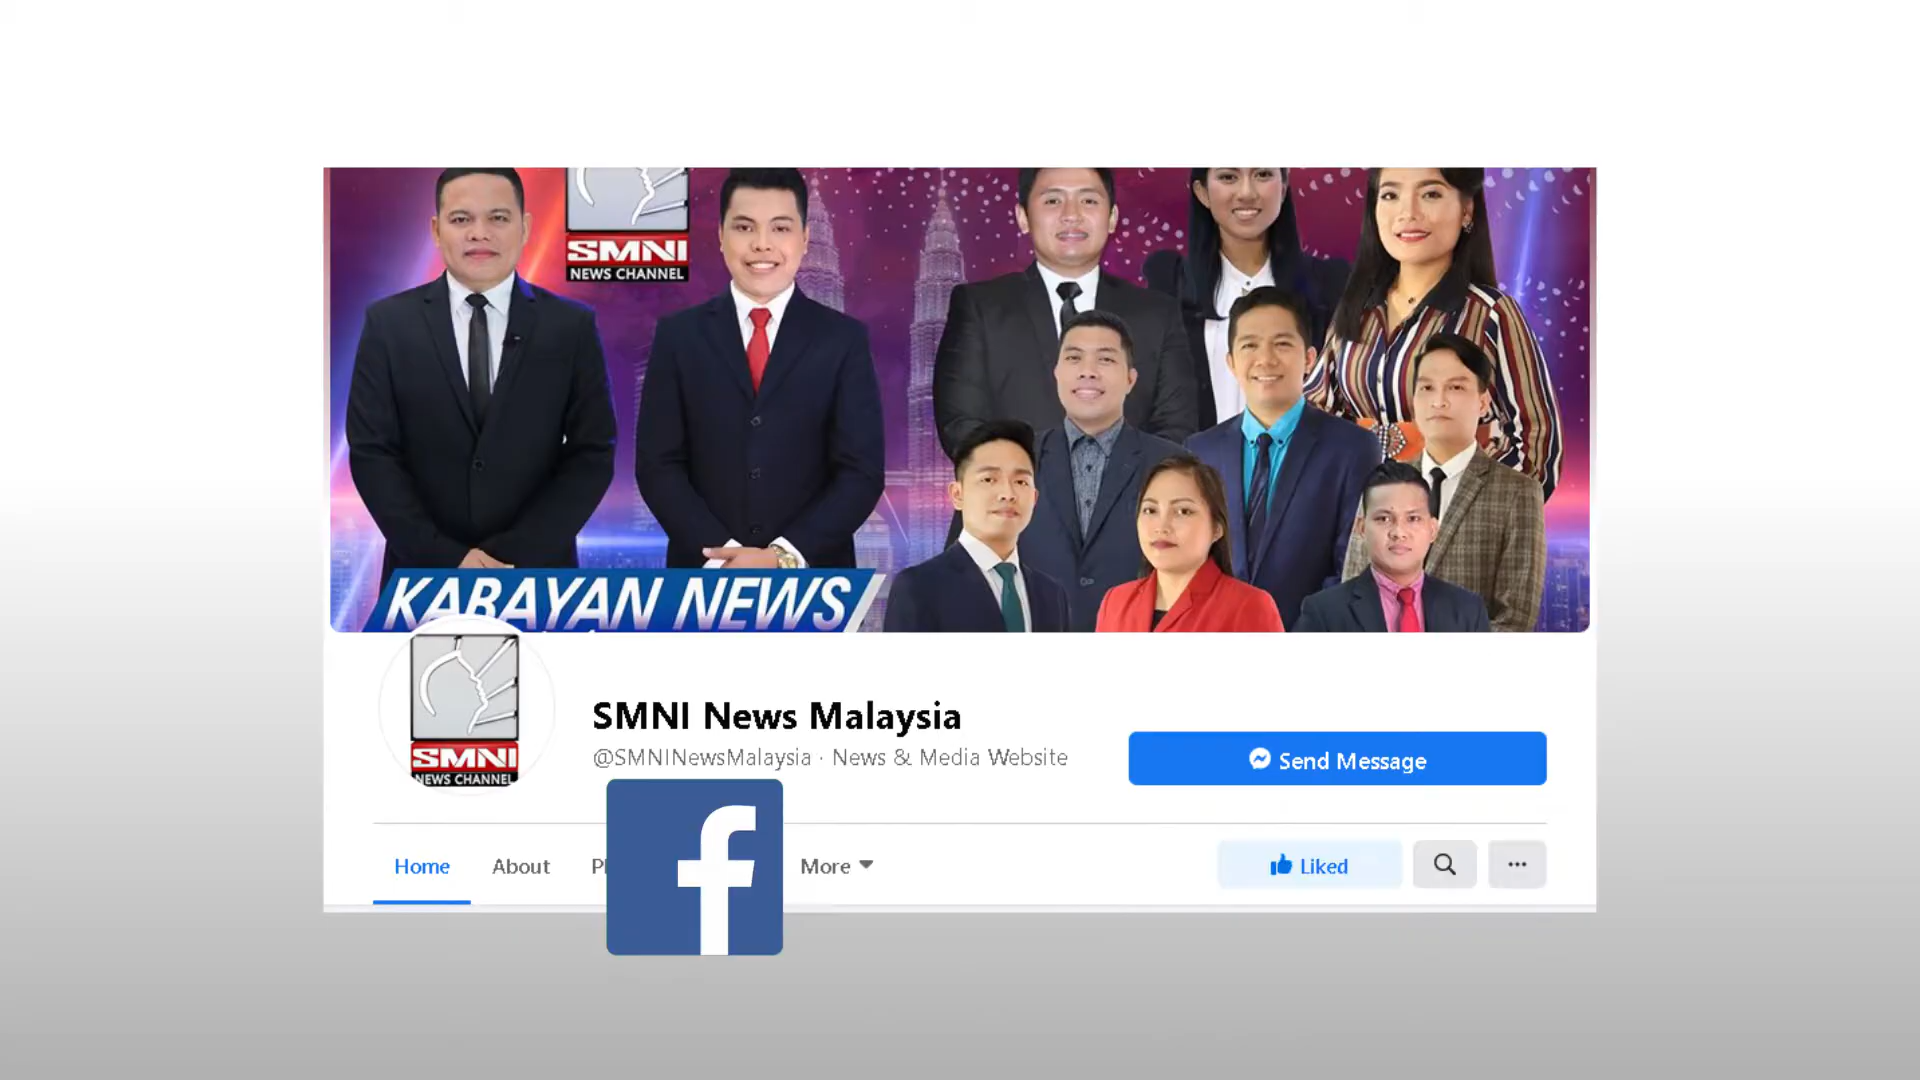 SMNI
NEWS CHANNEL
KABAYAN NEWS
SMNI
NEWS CHANNEL
SMNI News Malaysia
@SMNINewsMalaysia · News & Media Website
Send Message
Home
About
More
Liked